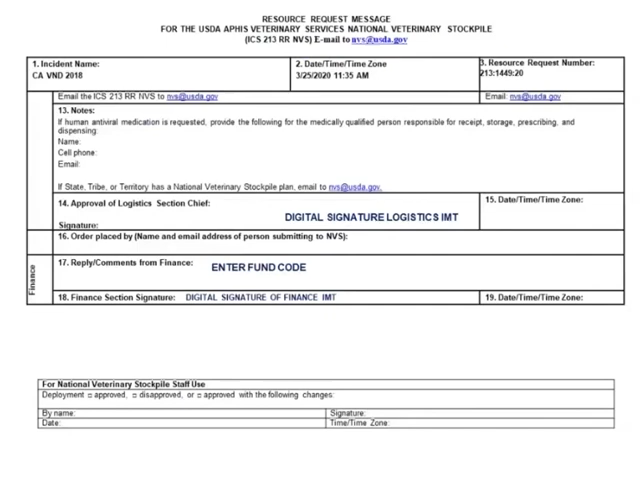 RESOURCE REQUEST MESSAGE
FOR THE USDA APHIS VETERINARY SERVICES NATIONAL VETERINARY STOCKPILE
(ICS 213 RR NVS) E-mail to nvs@usda.gov
1. Incident Name:
CA VND 2018
2. Date/Time/Time Zone
3/25/2020 11:35 AM
3. Resource Request Number:
213:1449:20
Email the ICS 213 RR NVS to nvs@usda.gov
Email: nvs@usda.gov
13. Notes:
If human antiviral medication is requested, provide the following for the medically qualified person responsible for receipt, storage, prescribing, and
dispensing:
Name:
Cell phone:
Email:
If State, Tribe, or Territory has a National Veterinary Stockpile plan, email to nvs@usda.gov.
14. Approval of Logistics Section Chief:
Signature:
DIGITAL SIGNATURE LOGISTICS IMT
15. Date/Time/Time Zone:
16. Order placed by (Name and email address of person submitting to NVS):
Finance
17. Reply/Comments from Finance:
ENTER FUND CODE
18. Finance Section Signature: DIGITAL SIGNATURE OF FINANCE IMT
19. Date/Time/Time Zone:
For National Veterinary Stockpile Staff Use
Deployment □ approved, □ disapproved, or □ approved with the following changes:
By name:
Signature:
Date:
Time/Time Zone: